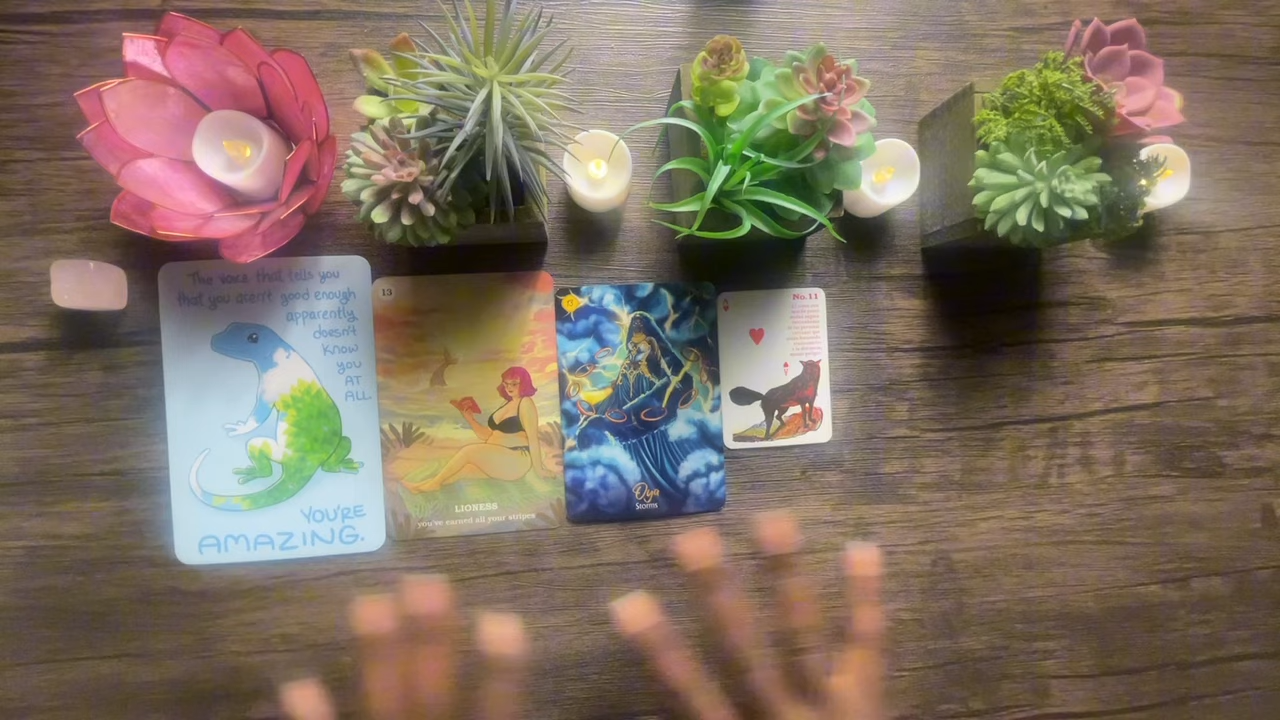 The voice that tells you
that you aren't good enough
apparently,
doesn't
know
you
AT
ALL.
YOU'RE
AMAZING.
13
LIONESS
you've earned all your stripes
Oya
Storms
No.11
A